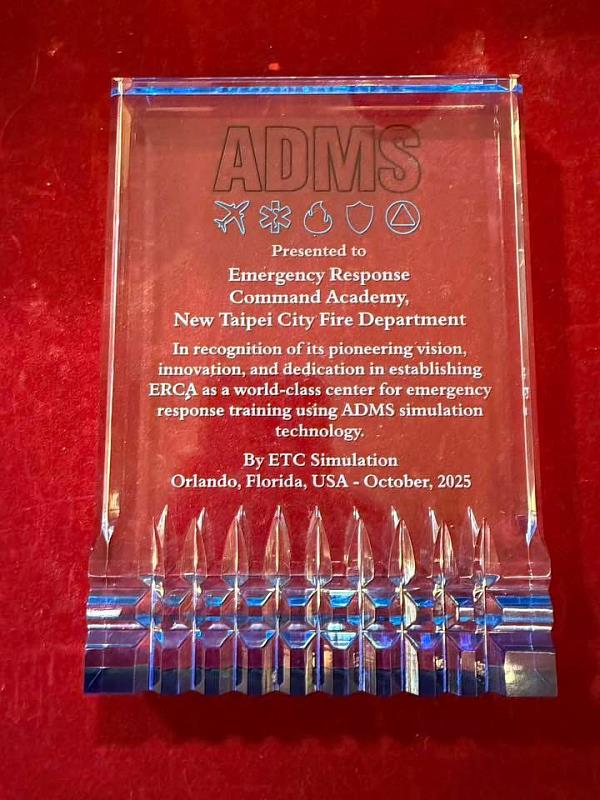 ADMS
Presented to
Emergency Response
Command Academy,
New Taipei City Fire Department
In recognition of its pioneering vision,
innovation, and dedication in establishing
ERCA as a world-class center for emergency
response training using ADMS simulation
technology.
By ETC Simulation
Orlando, Florida, USA - October, 2025